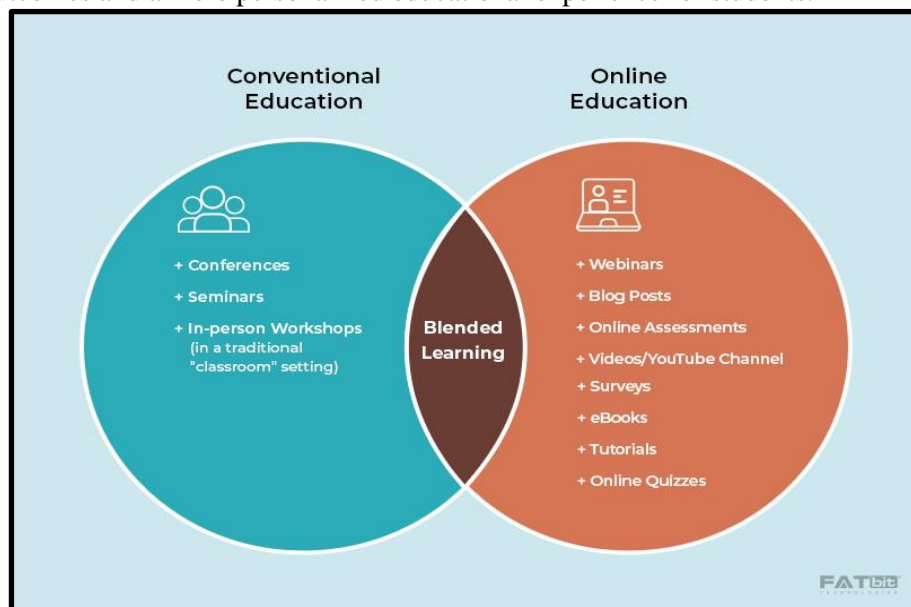 Conventional
Education
Online
Education
+ Conferences
+ Seminars
+ In-person Workshops
(in a traditional
"classroom" setting)
Blended
Learning
+ Webinars
+ Blog Posts
+ Online Assessments
+ Videos/YouTube Channel
+ Surveys
+ eBooks
+ Tutorials
+ Online Quizzes
FATbit
TECHNOLOGIES